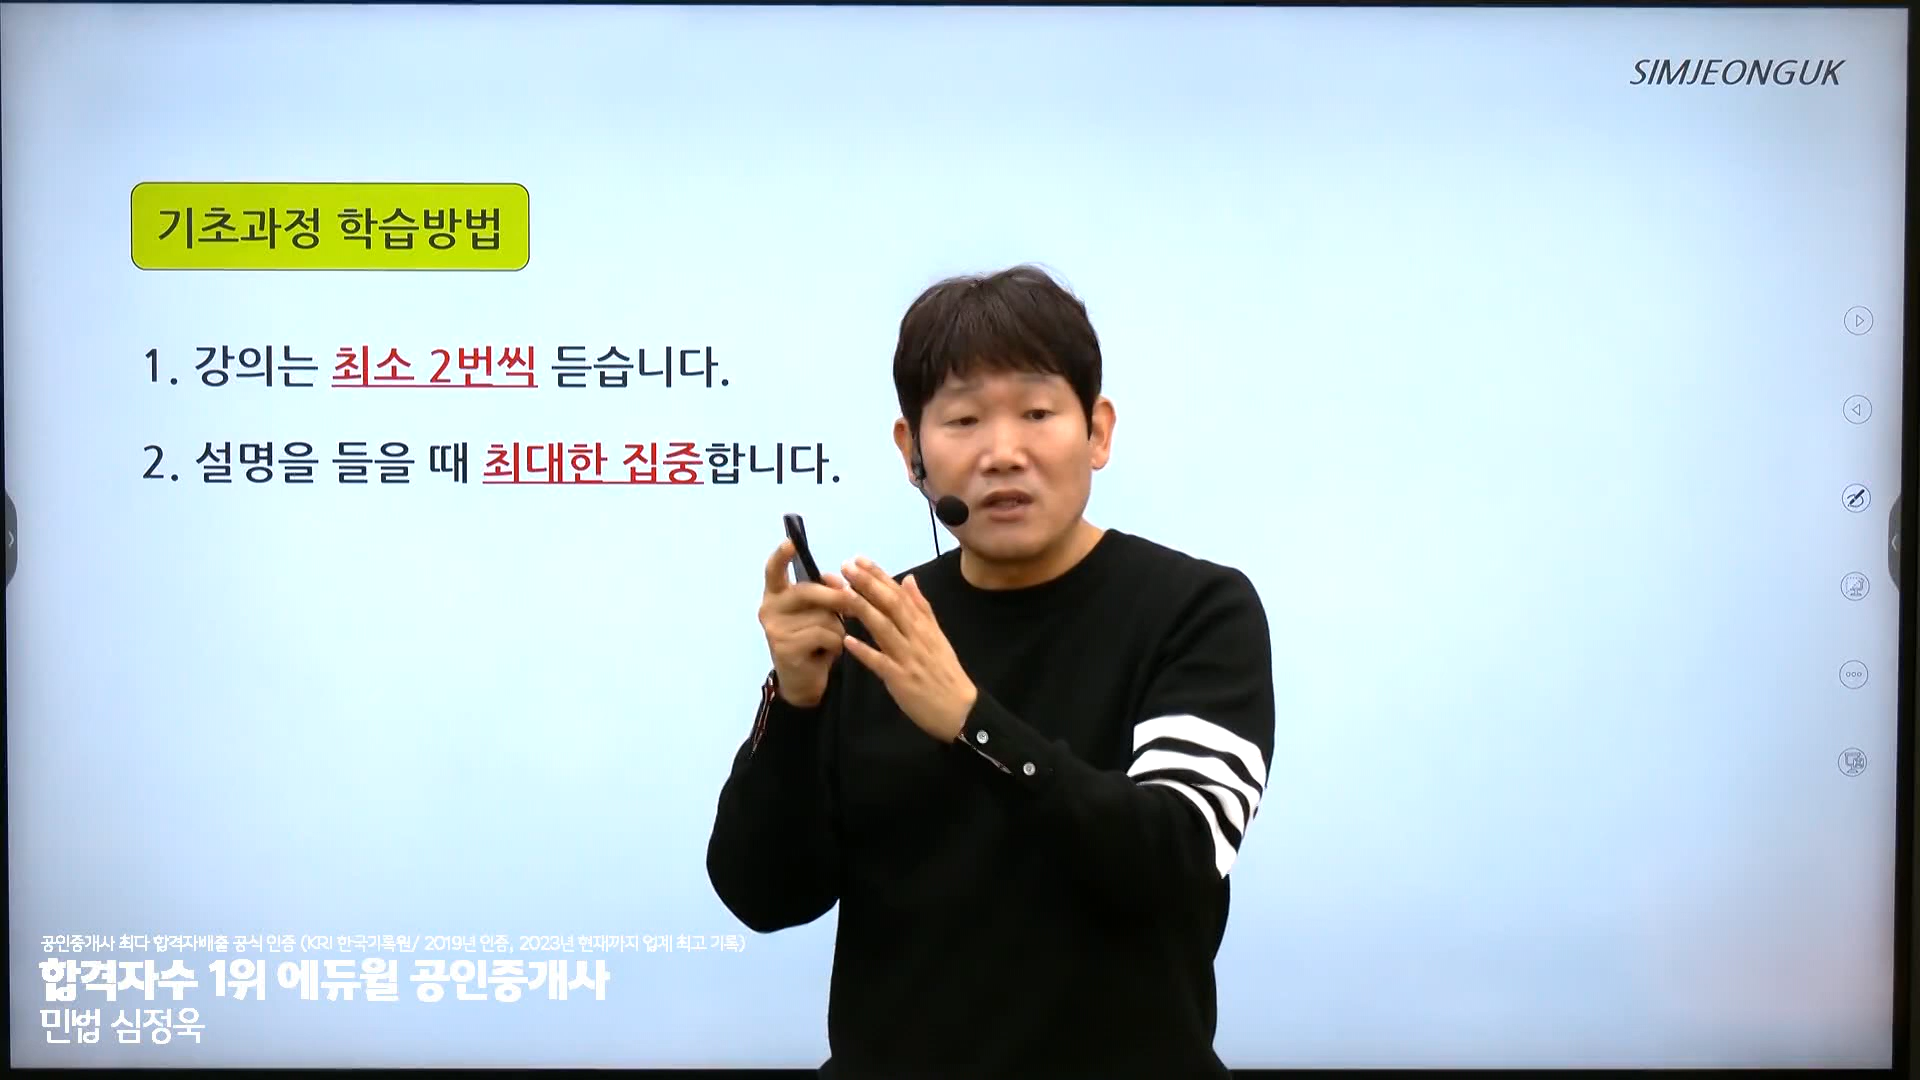 SIMJEONGUK
기초과정 학습방법
1. 강의는 최소 2번씩 듣습니다.
2. 설명을 들을 때 최대한 집중합니다.
공인중개사 최다 합격자배출 공식 인증 (KRI 한국기록원/ 2019년 인증, 2023년 현재까지 업계 최고 기록)
합격자수 1위 에듀윌 공인중개사
민법 심정욱